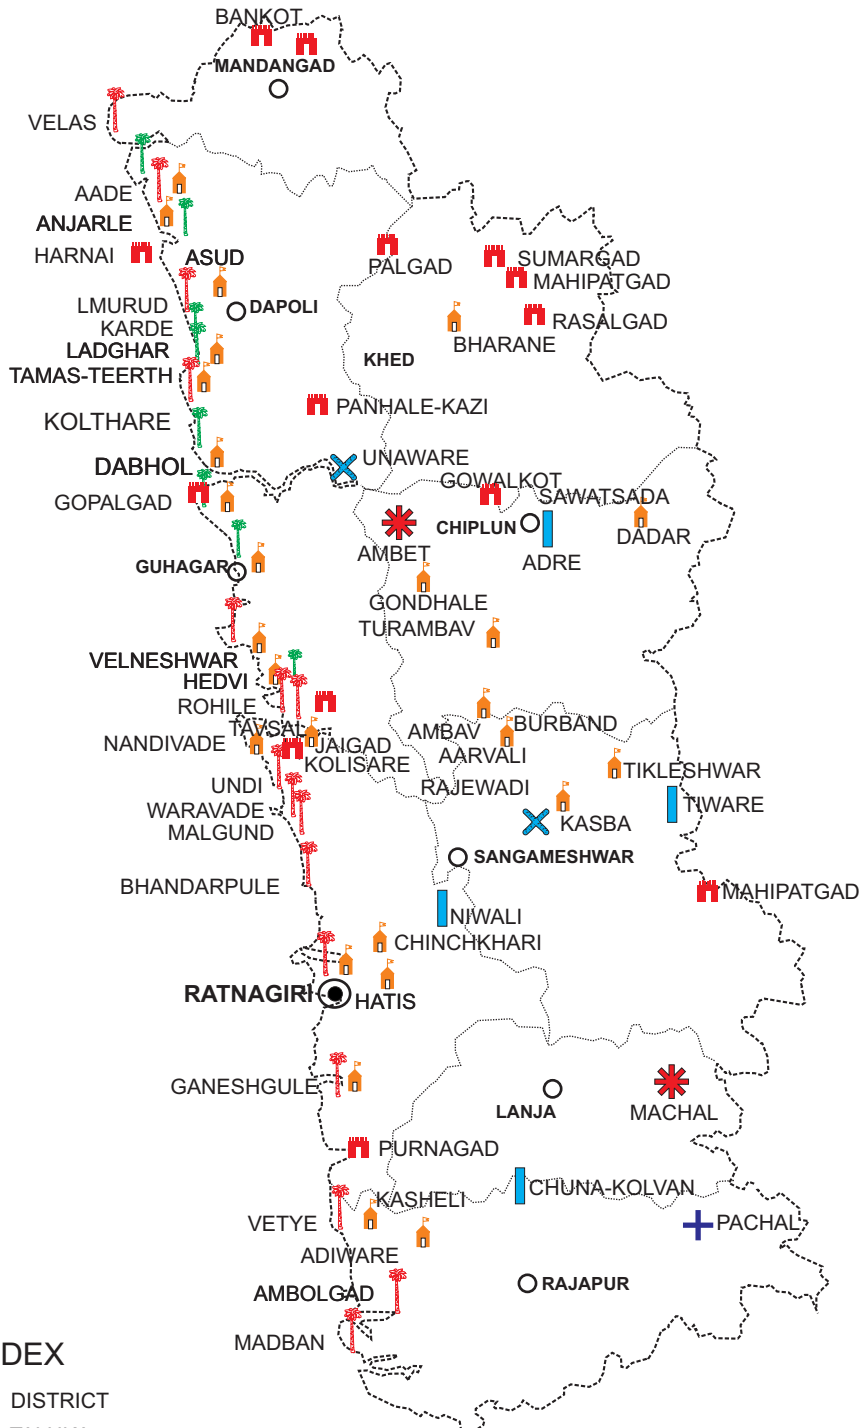 BANKOT
MANDANGAD
VELAS
AADE
ANJARLE
HARNAI
ASUD
PALGAD
SUMARGAD
MAHIPATGAD
LMURUD
DAPOLI
RASALGAD
KARDE
BHARANE
LADGHAR
KHED
TAMAS-TEERTH
PANHALE-KAZI
KOLTHARE
UNAWARE
DABHOL
GOWALKOT
GOPALGAD
SAWATSADA
CHIPLUN
DADAR
AMBET
ADRE
GUHAGAR
GONDHALE
TURAMBAV
VELNESHWAR
HEDVI
ROHILE
TAVSAL
AMBAV
BURBAND
NANDIVADE
JAIGAD
AARVALI
KOLISARE
TIKLESHWAR
UNDI
RAJEWADI
WARAVADE
TIWARE
MALGUND
KASBA
SANGAMESHWAR
BHANDARPULE
MAHIPATGAD
NIWALI
CHINCHKHARI
RATNAGIRI
HATIS
GANESHGULE
LANJA
MACHAL
PURNAGAD
CHUNA-KOLVAN
KASHELI
VETYE
PACHAL
ADIWARE
AMBOLGAD
RAJAPUR
MADBAN
DEX
DISTRICT